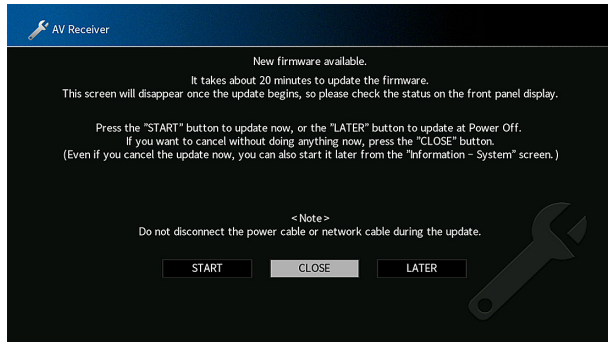 AV Receiver
New firmware available.
It takes about 20 minutes to update the firmware.
This screen will disappear once the update begins, so please check the status on the front panel display.
Press the "START" button to update now, or the "LATER" button to update at Power Off.
If you want to cancel without doing anything now, press the "CLOSE" button.
(Even if you cancel the update now, you can also start it later from the "Information – System" screen.)
<Note>
Do not disconnect the power cable or network cable during the update.
START CLOSE LATER